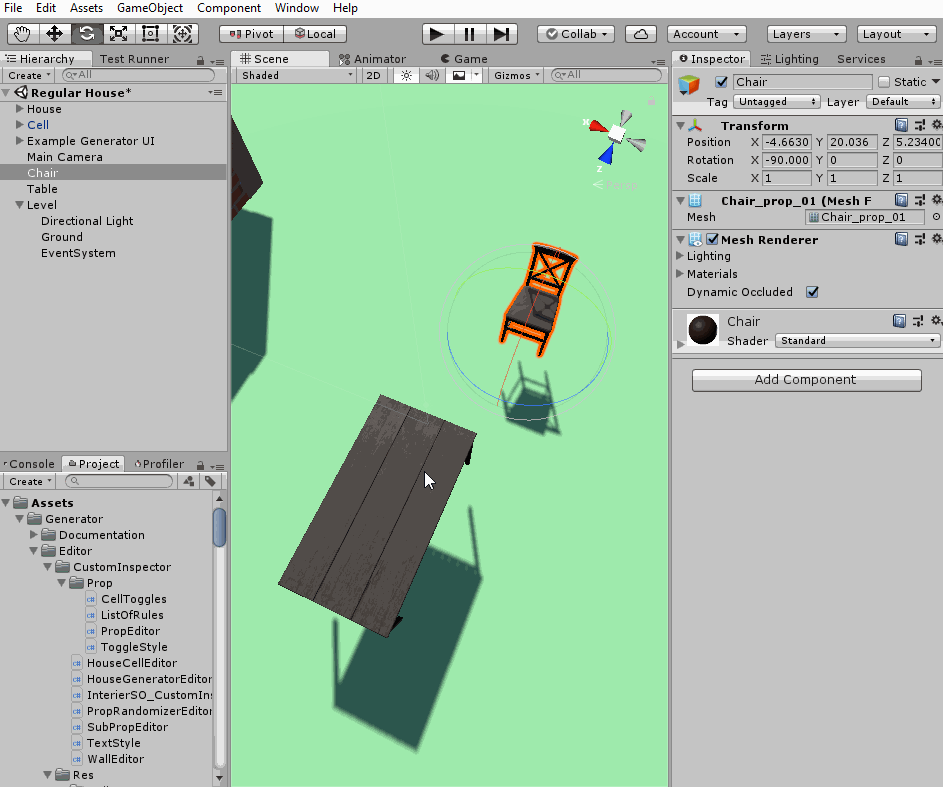 File Edit Assets GameObject Component Window Help
Pivot Local Collab Account Layers Layout
Hierarchy Test Runner
Create All
Regular House*
House
Cell
Example Generator UI
Main Camera
Chair
Table
Level
Directional Light
Ground
EventSystem
Console Project Profiler
Create
Assets
Generator
Documentation
Editor
CustomInspector
Prop
CellToggles
ListOfRules
PropEditor
ToggleStyle
HouseCellEditor
HouseGeneratorEditor
InterierSO_CustomIns
PropRandomizerEditor
SubPropEditor
TextStyle
WallEditor
Res
Scene Animator Game
Shaded 2D Gizmos All
x
z
Persp
Inspector Lighting Services
Chair Static
Tag Untagged Layer Default
Transform
Position X -4.6630 Y 20.036 Z 5.23400
Rotation X -90.000 Y 0 Z 0
Scale X 1 Y 1 Z 1
Chair_prop_01 (Mesh F
Mesh Chair_prop_01
Mesh Renderer
Lighting
Materials
Dynamic Occluded
Chair
Shader Standard
Add Component